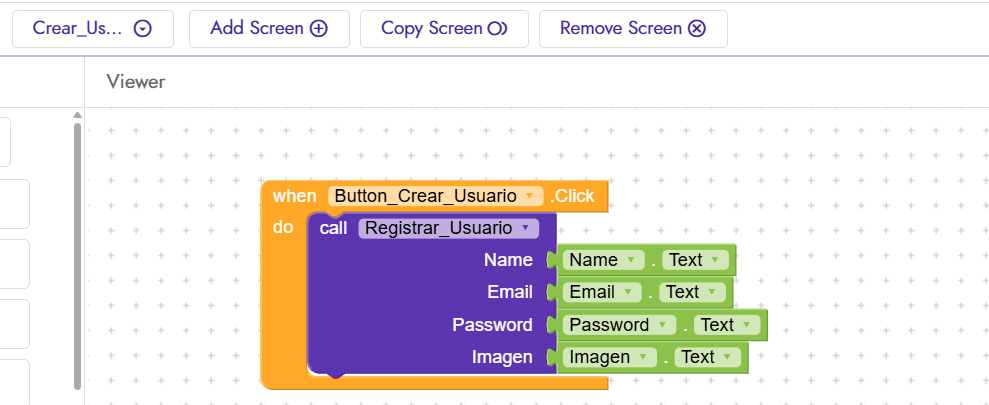 Crear_Us... Add Screen Copy Screen Remove Screen
Viewer
when Button_Crear_Usuario .Click
do call Registrar_Usuario
Name Name . Text
Email Email . Text
Password Password . Text
Imagen Imagen . Text